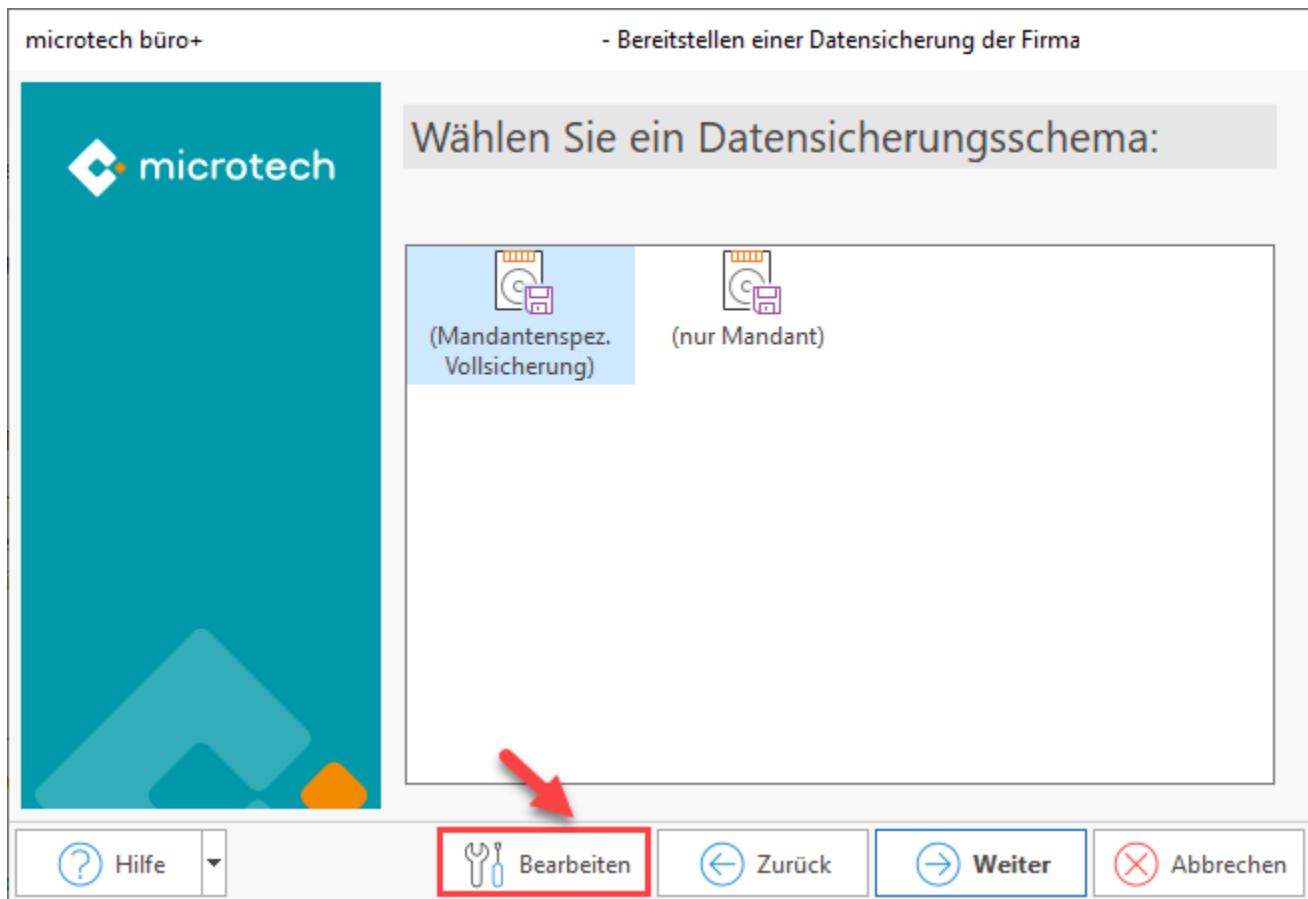 microtech büro+ - Bereitstellen einer Datensicherung der Firma
microtech
Wählen Sie ein Datensicherungsschema:
(Mandantenspez. Vollsicherung)
(nur Mandant)
Hilfe
Bearbeiten
Zurück
Weiter
Abbrechen